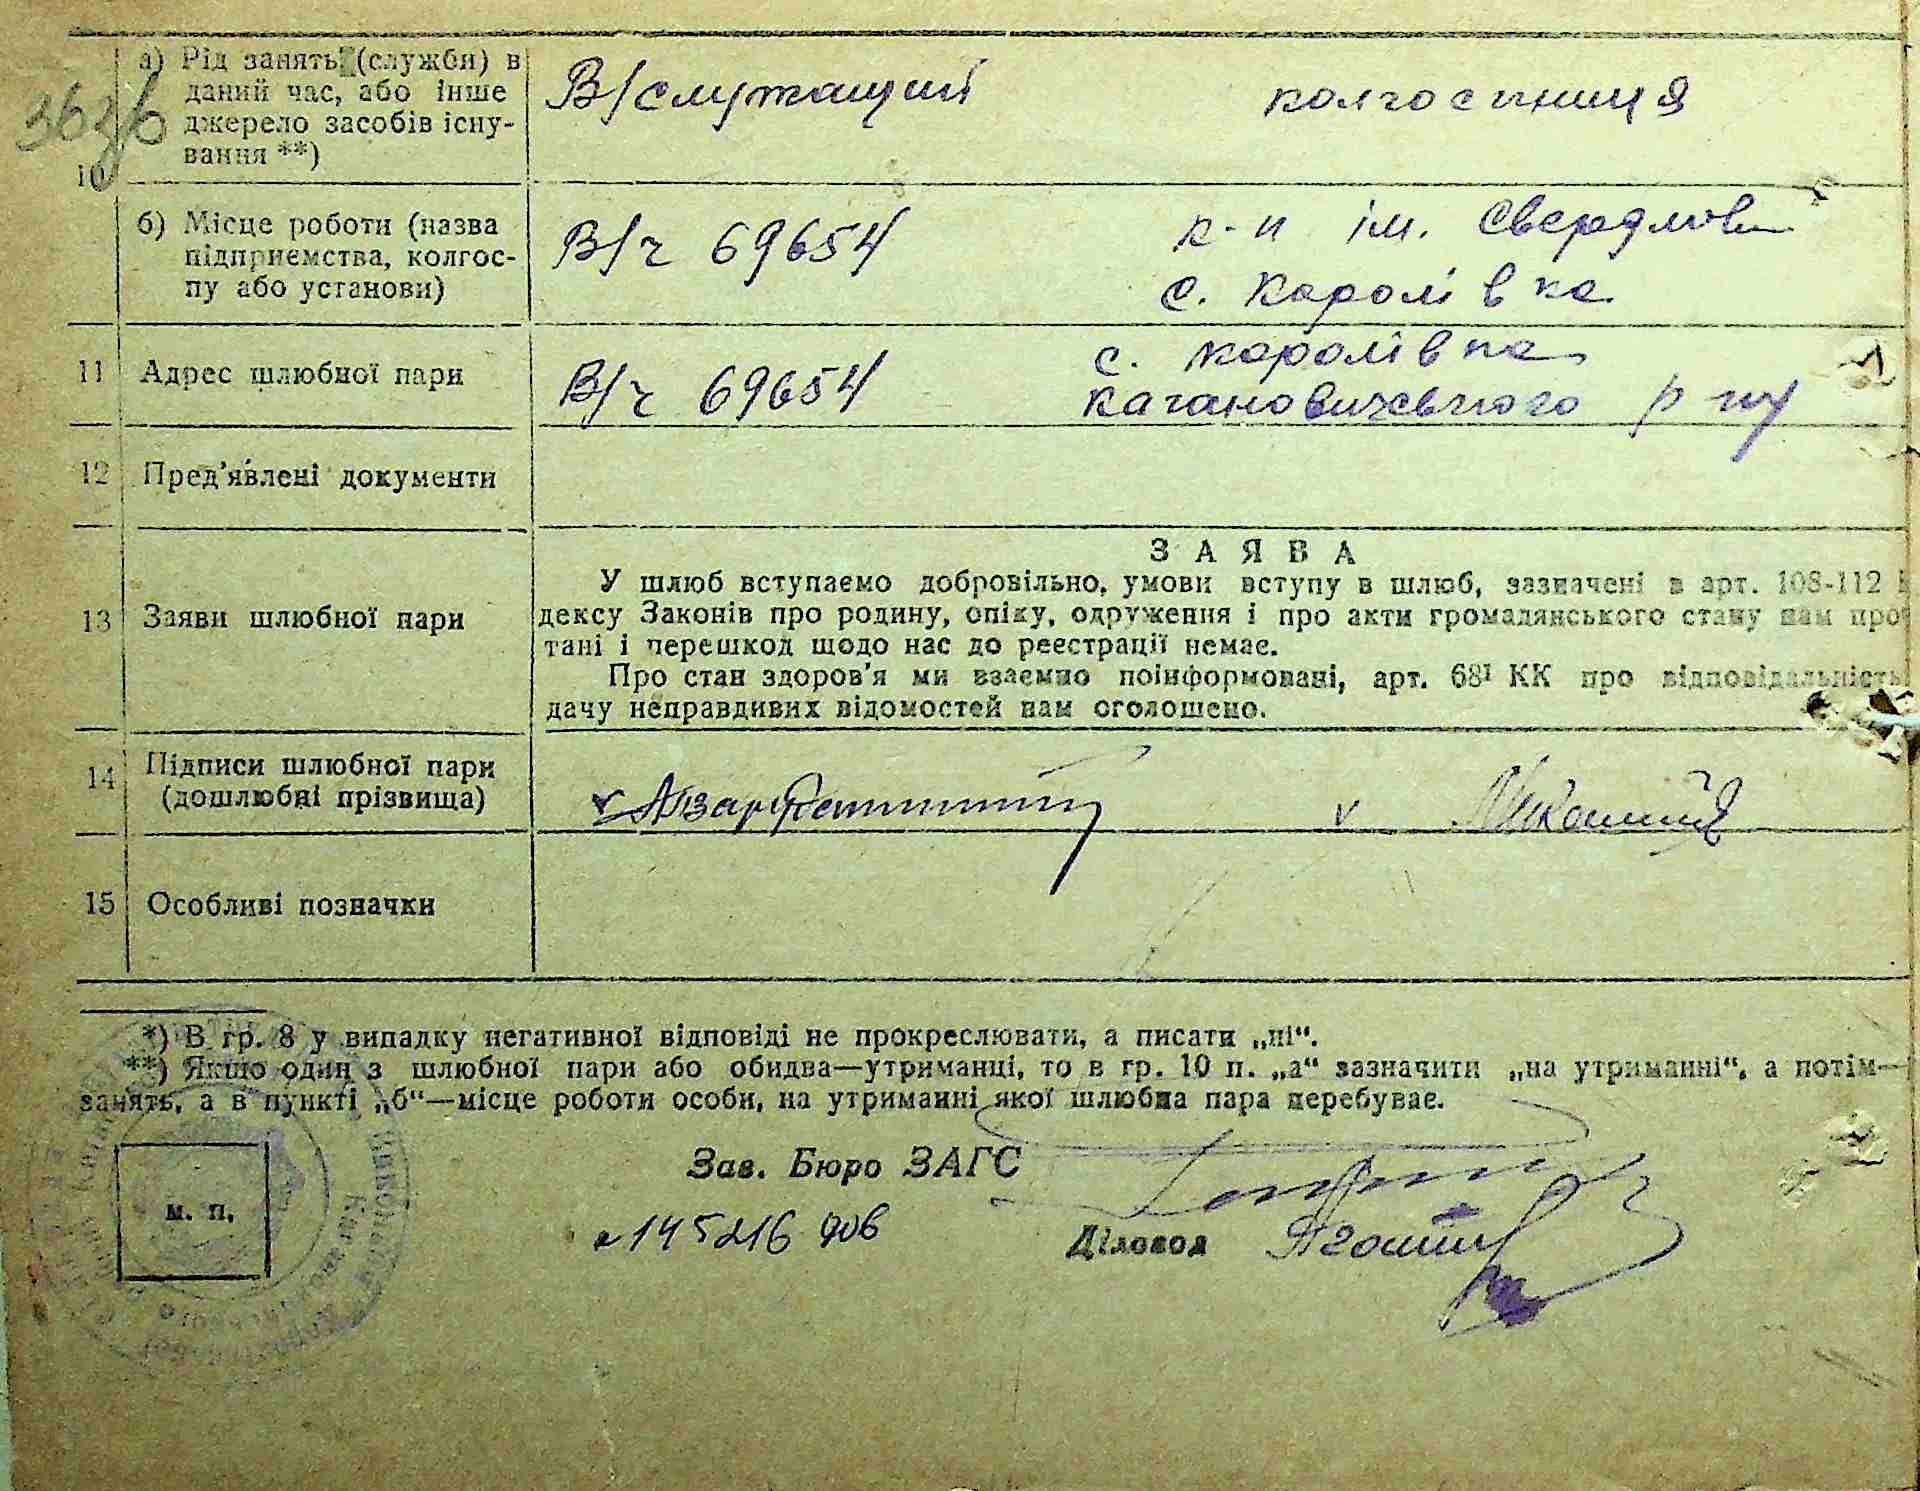 363/б
10
а) Рід занять (служби) в
даний час, або інше
джерело засобів існу-
вання **)
В/служащий
колгоспниця
б) Місце роботи (назва
підприємства, колгос-
пу або установи)
В/ч 69654
к-п ім. Свердлова
с. Королівка
11 Адрес шлюбної пари
В/ч 69654
с. Королівка
Кагановичевського р-ну
12 Пред'явлені документи
13 Заяви шлюбної пари
ЗАЯВА
У шлюб вступаємо добровільно, умови вступу в шлюб, зазначені в арт. 108-112
дексу Законів про родину, опіку, одруження і про акти громадянського стану нам про
тані і перешкод щодо нас до реєстрації немає.
Про стан здоров'я ми взаємно поінформовані, арт. 68¹ КК про відповідальність
дачу неправдивих відомостей нам оголошено.
14 Підписи шлюбної пари
(дошлюбні прізвища)
15 Особливі позначки
*) В гр. 8 у випадку негативної відповіді не прокреслювати, а писати „ні“.
**) Якщо один з шлюбної пари або обидва—утриманці, то в гр. 10 п. „а“ зазначити „на утриманні“, а потім—
занять, а в пункті „б“—місце роботи особи, на утриманні якої шлюбна пара перебуває.
Зав. Бюро ЗАГС
м. п.
145216
Діловод